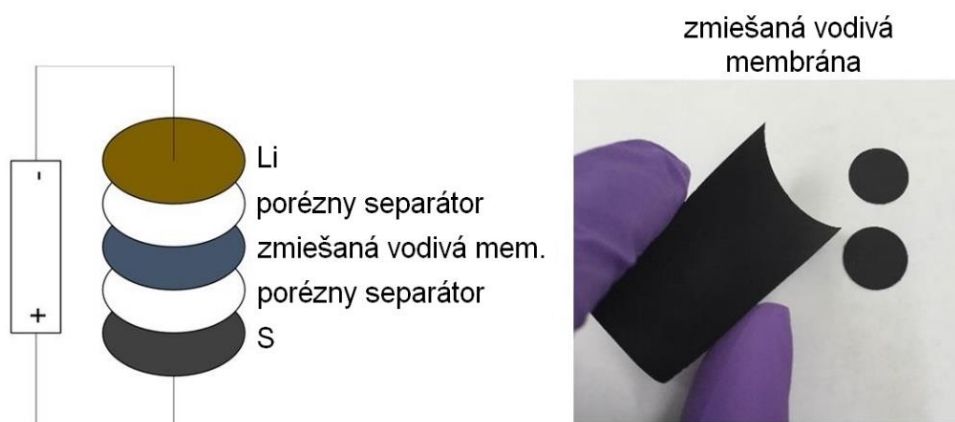 zmiešaná vodivá
membrána
-
+
Li
porézny separátor
zmiešaná vodivá mem.
porézny separátor
S